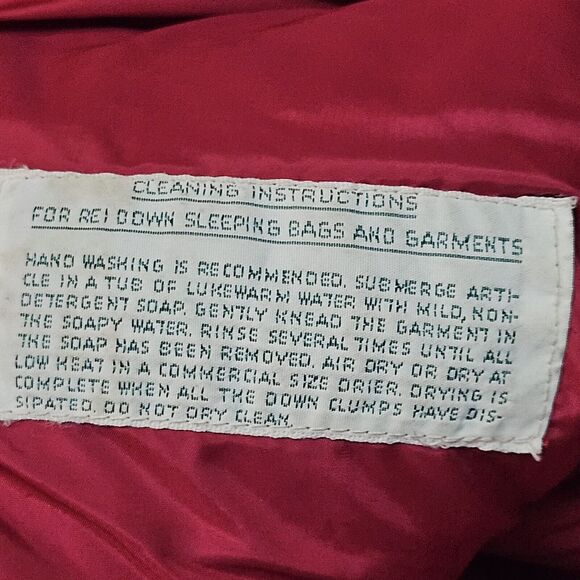 CLEANING INSTRUCTIONS
FOR REI DOWN SLEEPING BAGS AND GARMENTS
HAND WASHING IS RECOMMENDED. SUBMERGE ARTI-
CLE IN A TUB OF LUKEWARM WATER WITH MILD, NON-
DETERGENT SOAP. GENTLY KNEAD THE GARMENT IN
THE SOAPY WATER. RINSE SEVERAL TIMES UNTIL ALL
THE SOAP HAS BEEN REMOVED. AIR DRY OR DRY AT
LOW HEAT IN A COMMERCIAL SIZE DRIER. DRYING IS
COMPLETE WHEN ALL THE DOWN CLUMPS HAVE DIS-
SIPATED. DO NOT DRY CLEAN.